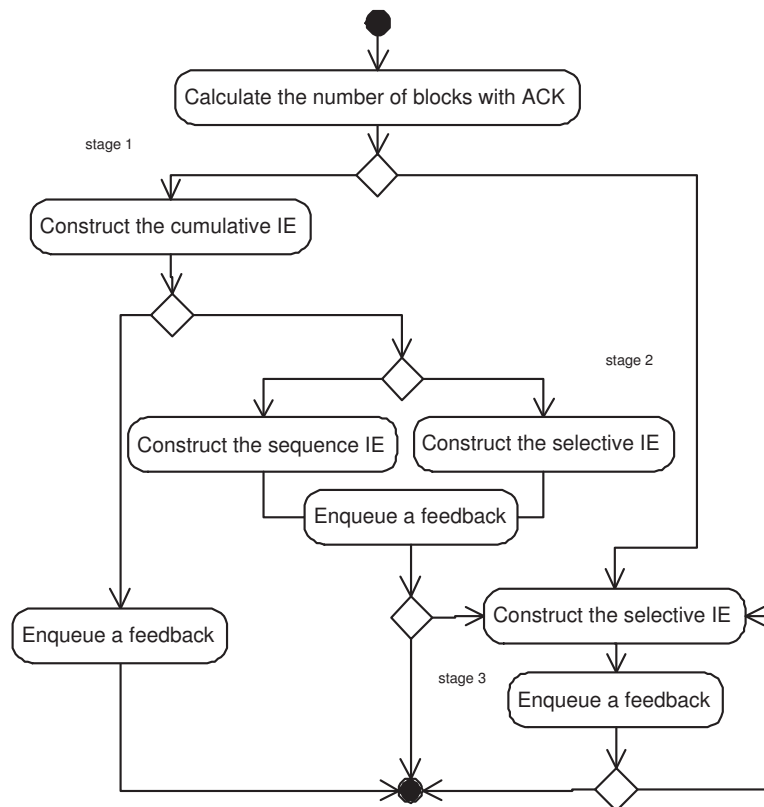 Calculate the number of blocks with ACK
stage 1
Construct the cumulative IE
stage 2
Construct the sequence IE
Construct the selective IE
Enqueue a feedback
Construct the selective IE
Enqueue a feedback
stage 3
Enqueue a feedback